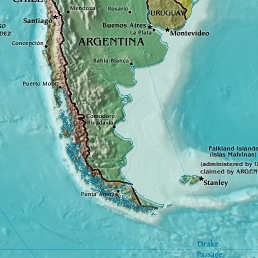 CHILE
Mendoza
Rosario
URUGUAY
Santiago
Buenos Aires
La Plata
Montevideo
Concepción
ARGENTINA
Bahía Blanca
Puerto Montt
Comodoro
Rivadavia
Falkland Islands
(Islas Malvinas)
(administered by U
claimed by ARGEN
Stanley
Punta Arenas
Drake
Passage